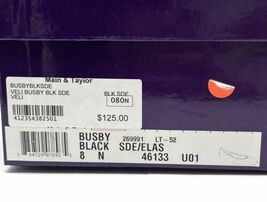 Main & Taylor
BUSBYBLKSDE
VELI BUSBY BLK SDE
BLK SDE
VELI
080N
$125.00
412354382501
BUSBY 269991 LT-52
BLACK SDE/ELAS
8 N 46133 U01